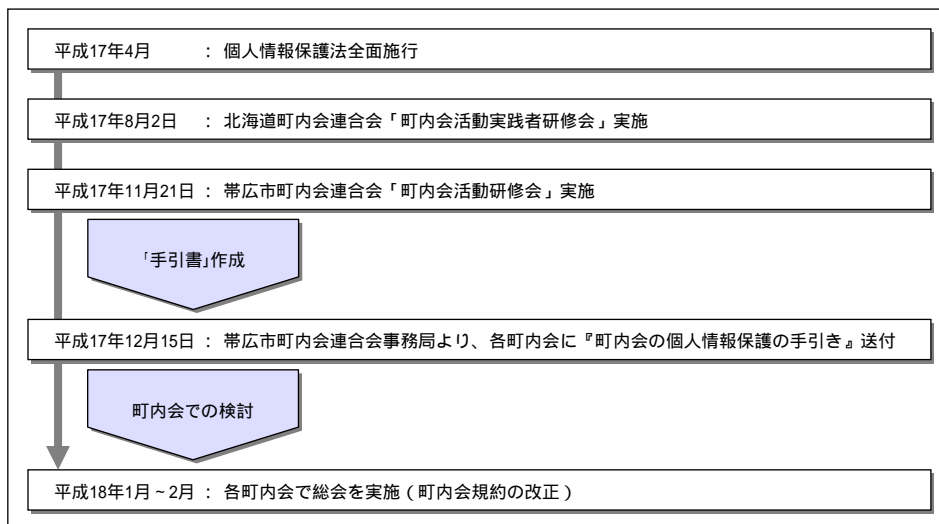 平成17年4月　　： 個人情報保護法全面施行
平成17年8月2日　： 北海道町内会連合会「町内会活動実践者研修会」実施
平成17年11月21日 ： 帯広市町内会連合会「町内会活動研修会」実施
「手引書」作成
平成17年12月15日 ： 帯広市町内会連合会事務局より、各町内会に『町内会の個人情報保護の手引き』送付
町内会での検討
平成18年1月～2月 ： 各町内会で総会を実施（町内会規約の改正）